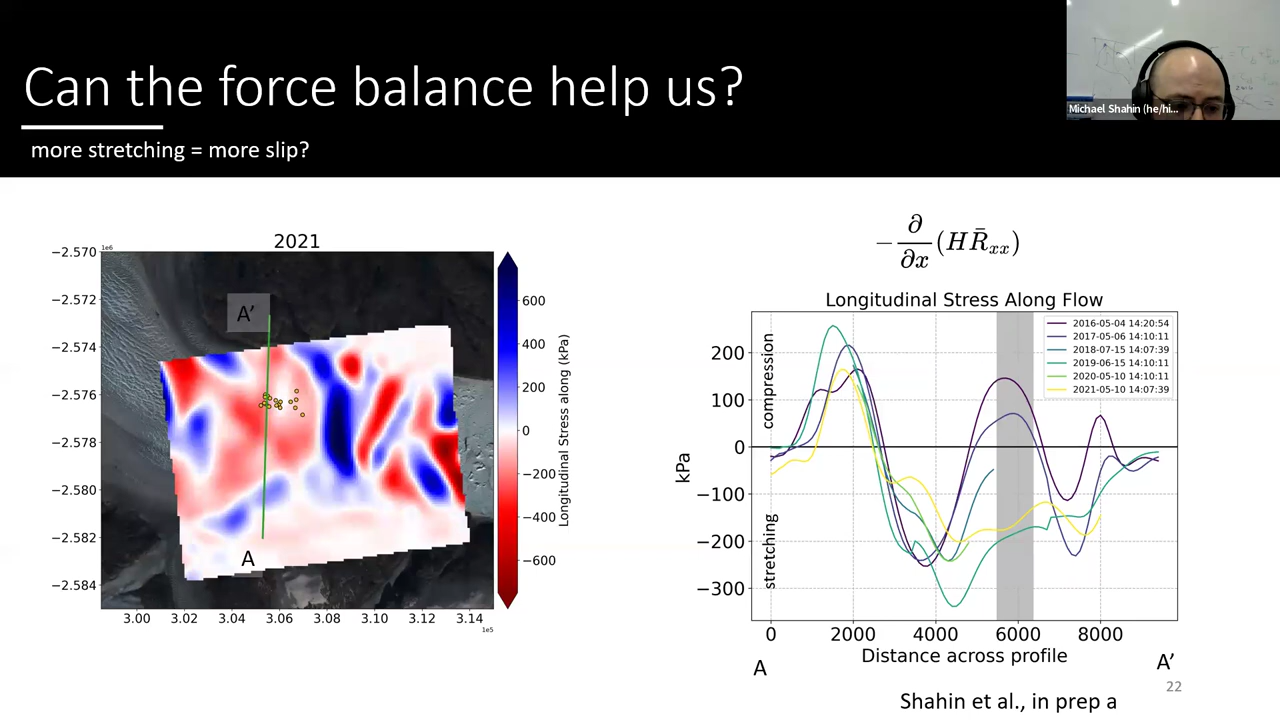 Can the force balance help us?
more stretching = more slip?
Michael Shahin (he/hi...
2021
1e6
−2.570
−2.572
−2.574
−2.576
−2.578
−2.580
−2.582
−2.584
3.00 3.02 3.04 3.06 3.08 3.10 3.12 3.14
1e5
A’
A
600
400
200
0
−200
−400
−600
Longitudinal Stress along (kPa)
− ∂/∂x (H R̄xx)
Longitudinal Stress Along Flow
2016-05-04 14:20:54
2017-05-06 14:10:11
2018-07-15 14:07:39
2019-06-15 14:10:11
2020-05-10 14:10:11
2021-05-10 14:07:39
compression
stretching
kPa
200
100
0
−100
−200
−300
0 2000 4000 6000 8000
Distance across profile
A
A’
22
Shahin et al., in prep a